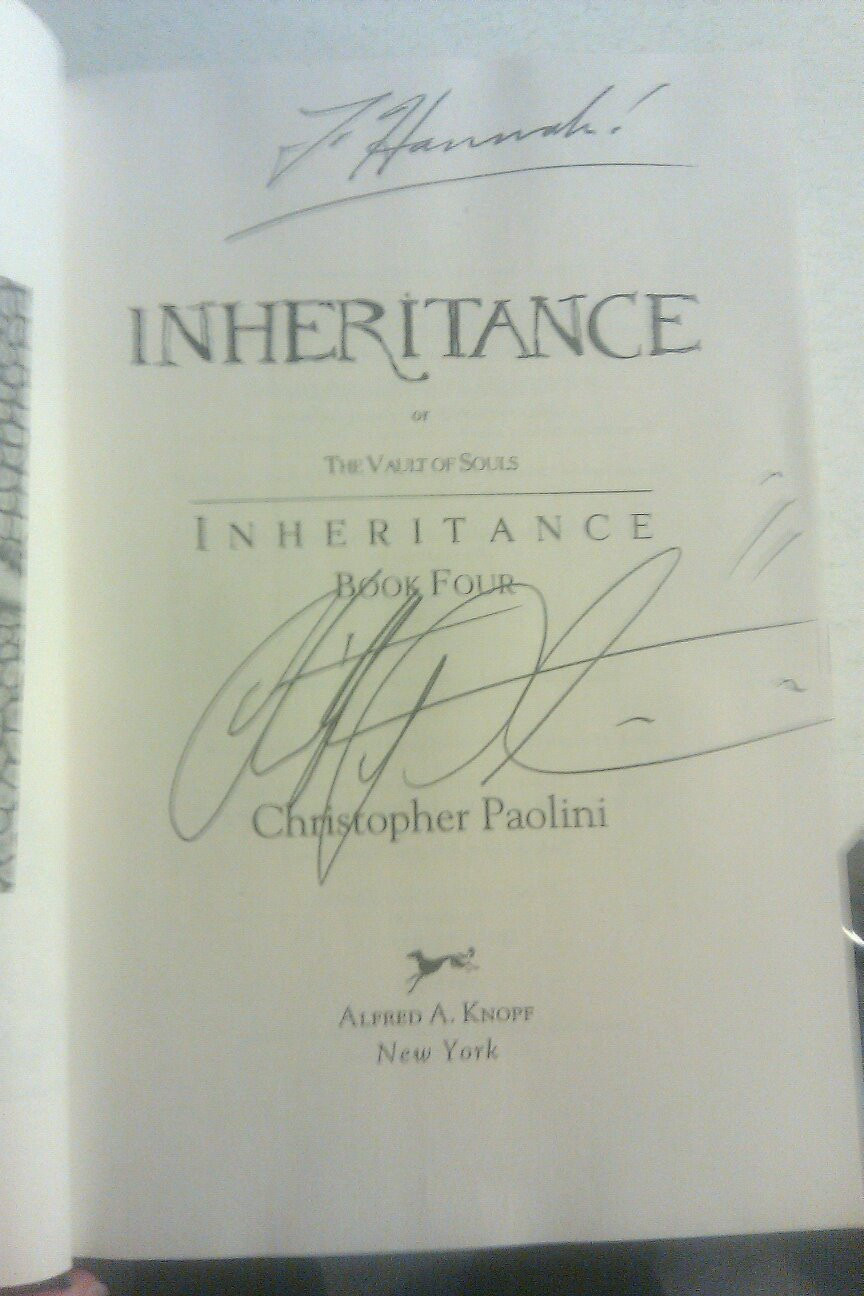 To Hannah!
INHERITANCE
or
THE VAULT OF SOULS
INHERITANCE
BOOK FOUR
Christopher Paolini
ALFRED A. KNOPF
New York